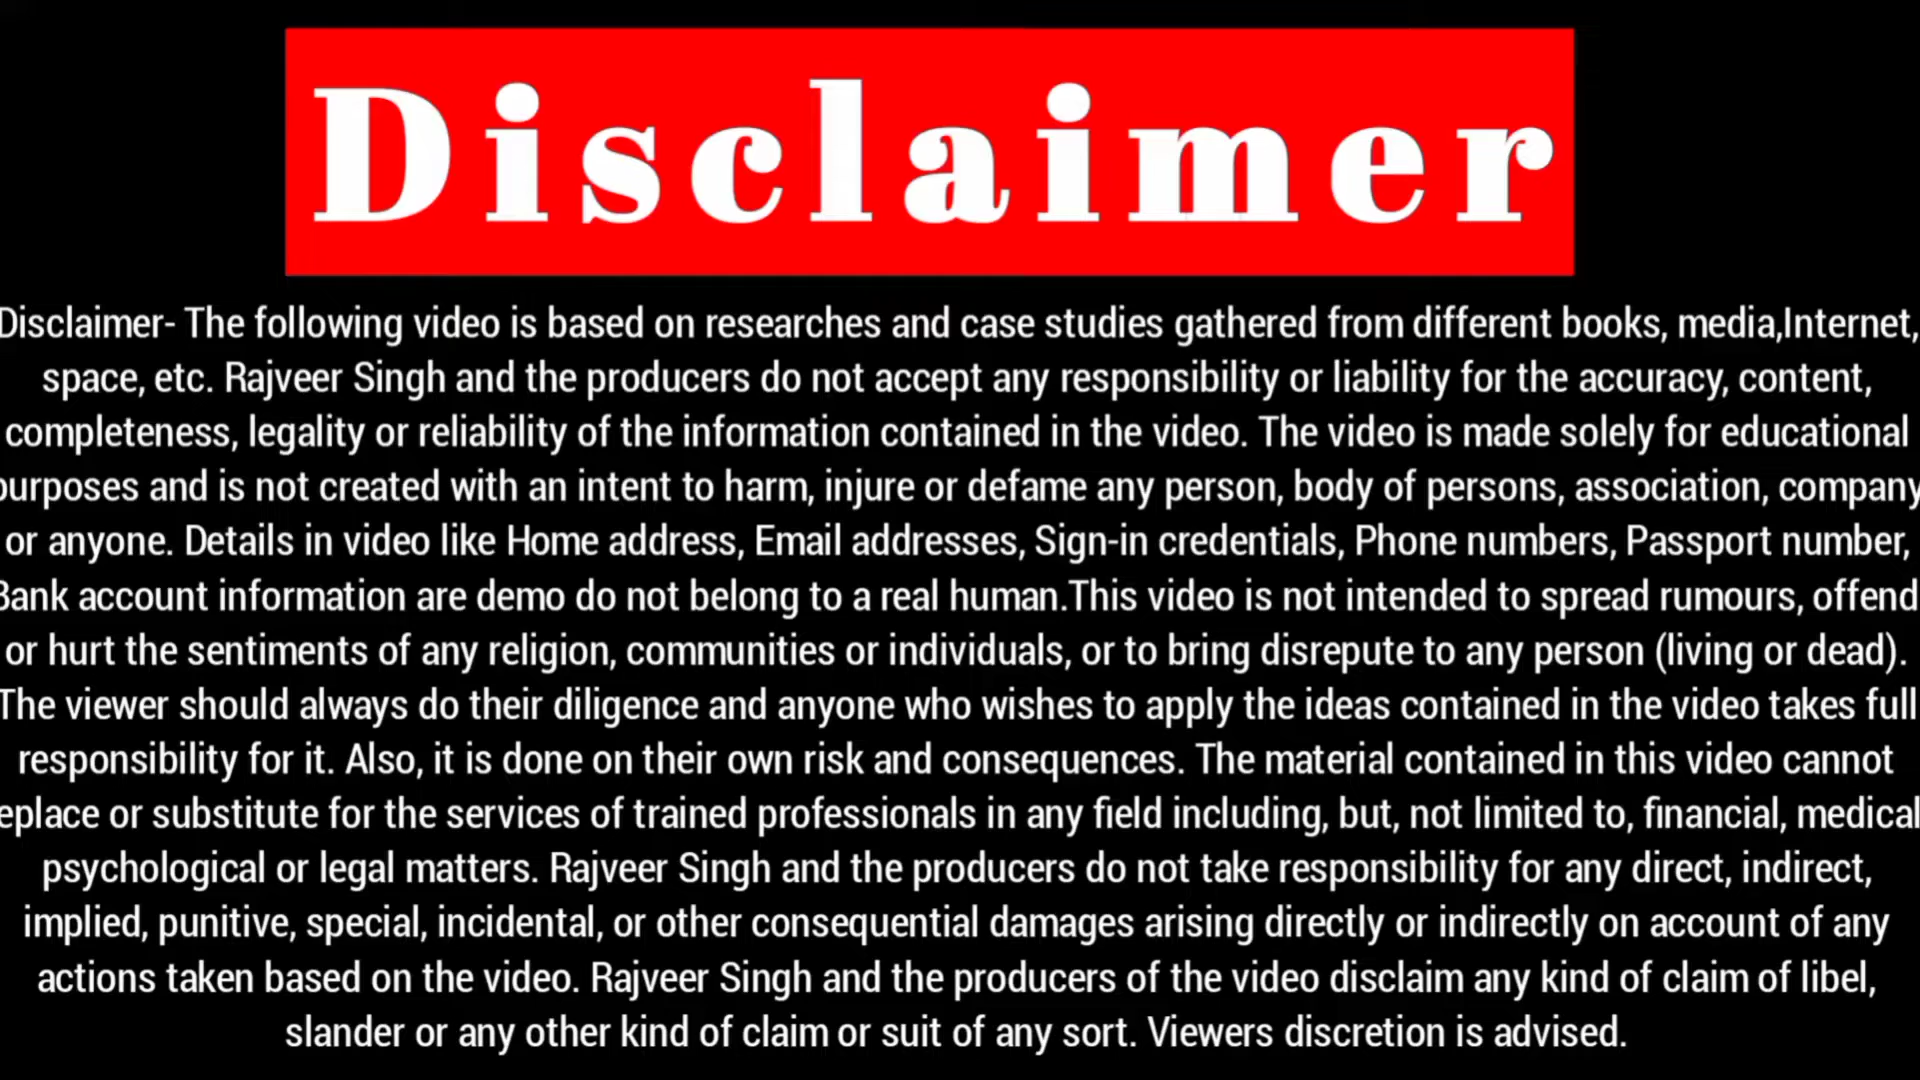 Disclaimer
Disclaimer- The following video is based on researches and case studies gathered from different books, media,Internet,
space, etc. Rajveer Singh and the producers do not accept any responsibility or liability for the accuracy, content,
completeness, legality or reliability of the information contained in the video. The video is made solely for educational
purposes and is not created with an intent to harm, injure or defame any person, body of persons, association, company
or anyone. Details in video like Home address, Email addresses, Sign-in credentials, Phone numbers, Passport number,
Bank account information are demo do not belong to a real human.This video is not intended to spread rumours, offend
or hurt the sentiments of any religion, communities or individuals, or to bring disrepute to any person (living or dead).
The viewer should always do their diligence and anyone who wishes to apply the ideas contained in the video takes full
responsibility for it. Also, it is done on their own risk and consequences. The material contained in this video cannot
eplace or substitute for the services of trained professionals in any field including, but, not limited to, financial, medical
psychological or legal matters. Rajveer Singh and the producers do not take responsibility for any direct, indirect,
implied, punitive, special, incidental, or other consequential damages arising directly or indirectly on account of any
actions taken based on the video. Rajveer Singh and the producers of the video disclaim any kind of claim of libel,
slander or any other kind of claim or suit of any sort. Viewers discretion is advised.